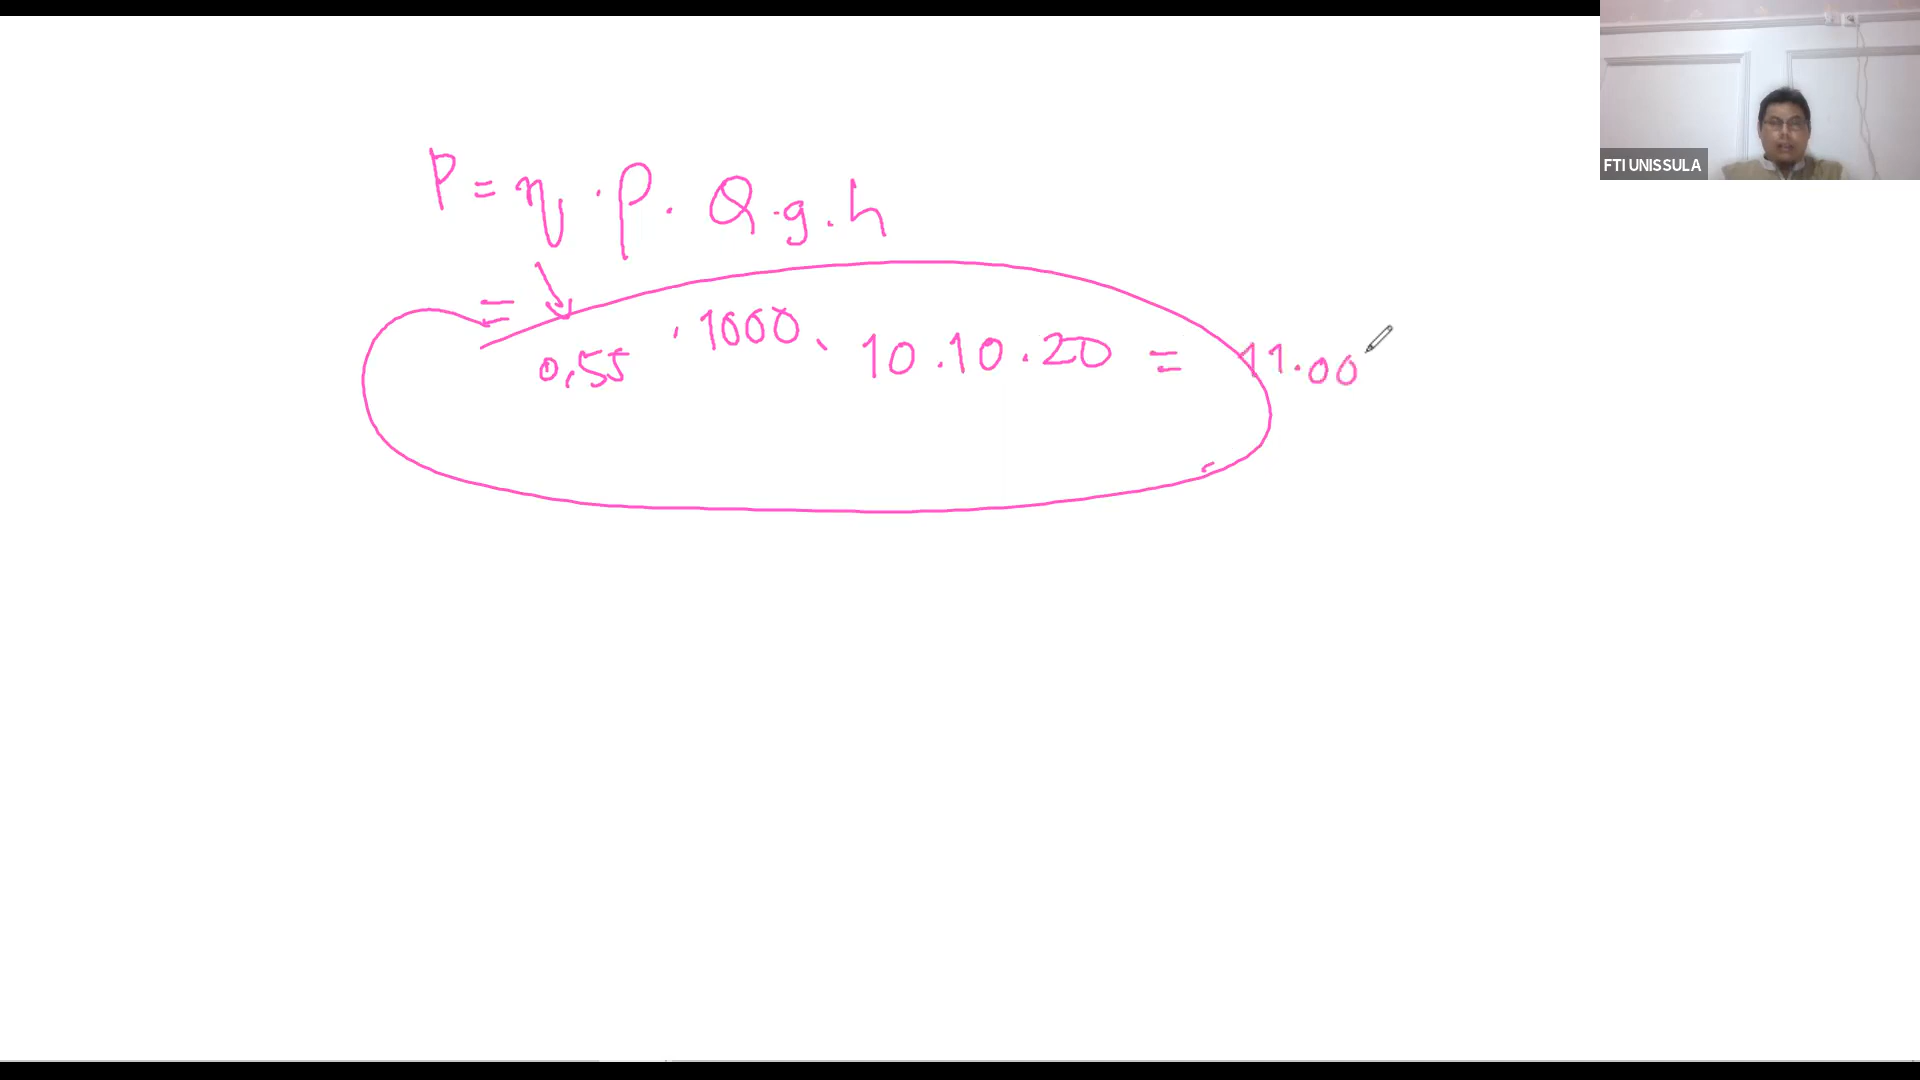 FTI UNISSULA
P = η · ρ · Q · g · h
= 0,55 · 1000 · 10 . 10 . 20 = 11.00